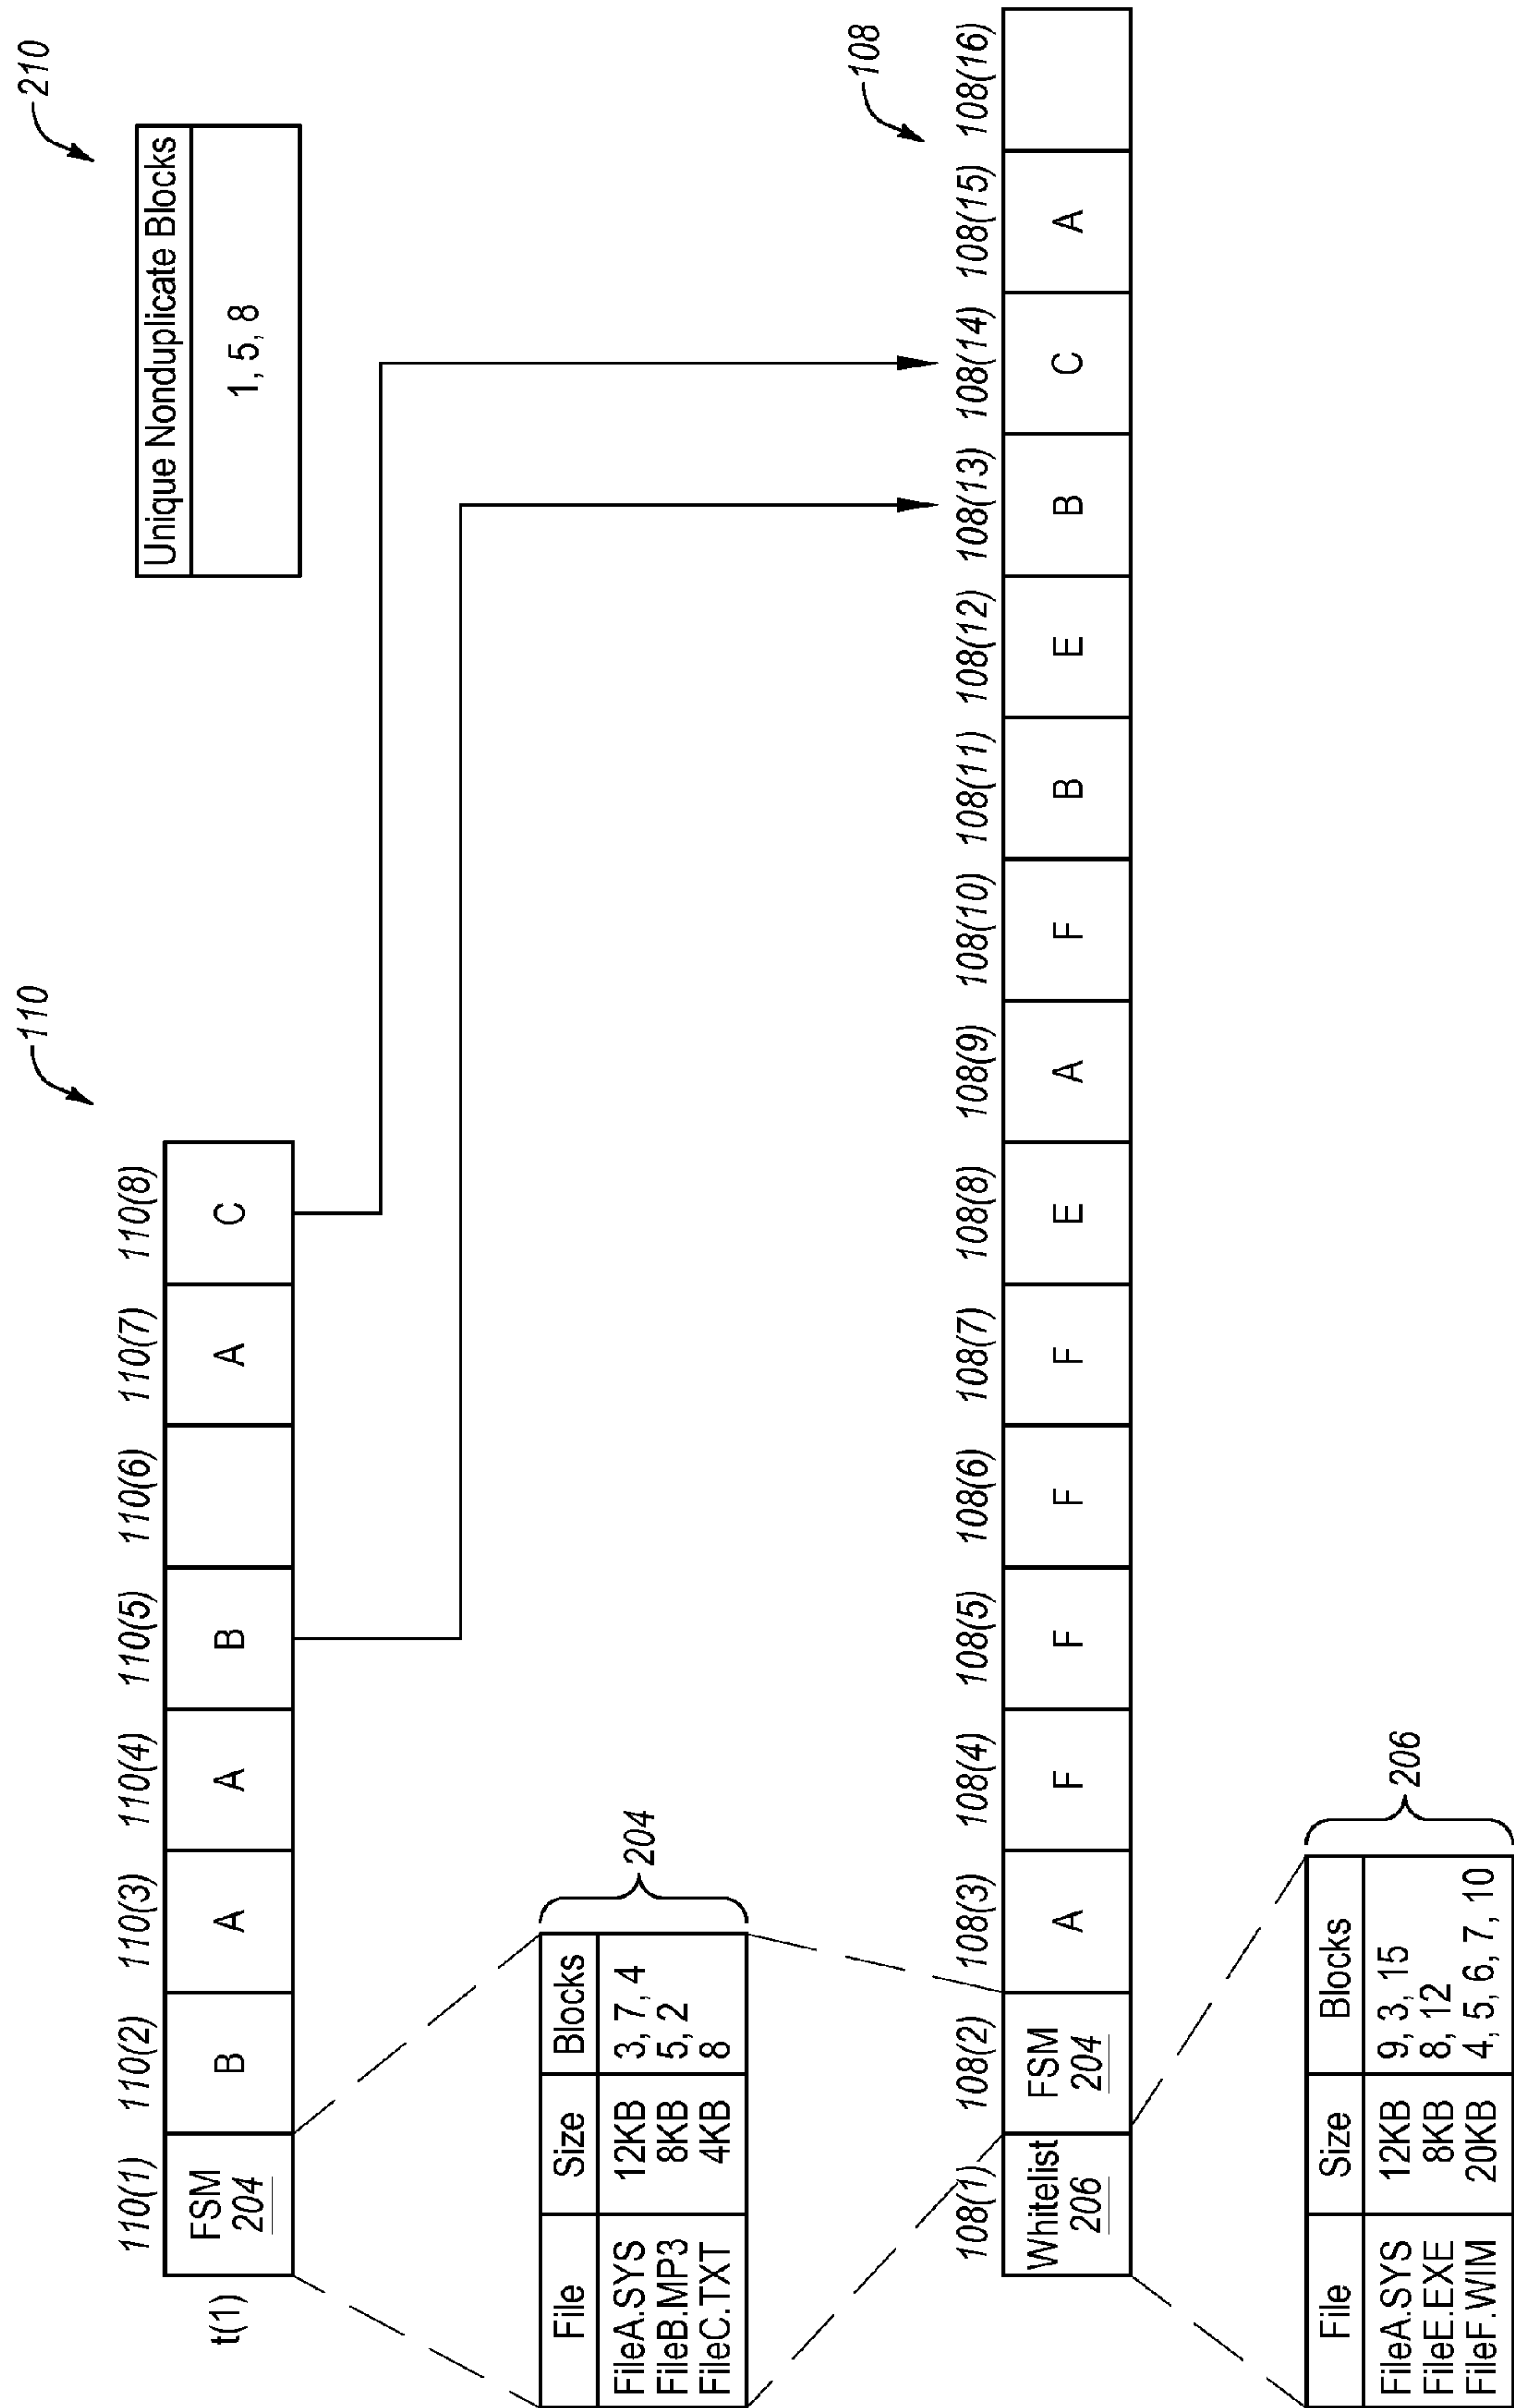 210
110
Unique Nonduplicate Blocks
1, 5, 8
110(1) 110(2) 110(3) 110(4) 110(5) 110(6) 110(7) 110(8)
t(1)
FSM B A A B A C
204
File Size Blocks
FileA.SYS 12KB 3, 7, 4
FileB.MP3 8KB 5, 2
FileC.TXT 4KB 8
204
108
108(1) 108(2) 108(3) 108(4) 108(5) 108(6) 108(7) 108(8) 108(9) 108(10) 108(11) 108(12) 108(13) 108(14) 108(15) 108(16)
Whitelist FSM A F F F F E A F B E B C A
206 204
File Size Blocks
FileA.SYS 12KB 9, 3, 15
FileE.EXE 8KB 8, 12
FileF.WIM 20KB 4, 5, 6, 7, 10
206